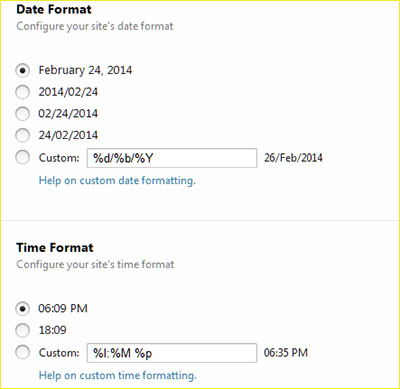 Date Format
Configure your site's date format
February 24, 2014
2014/02/24
02/24/2014
24/02/2014
Custom: %d/%b/%Y 26/Feb/2014
Help on custom date formatting.
Time Format
Configure your site's time format
06:09 PM
18:09
Custom: %I:%M %p 06:35 PM
Help on custom time formatting.